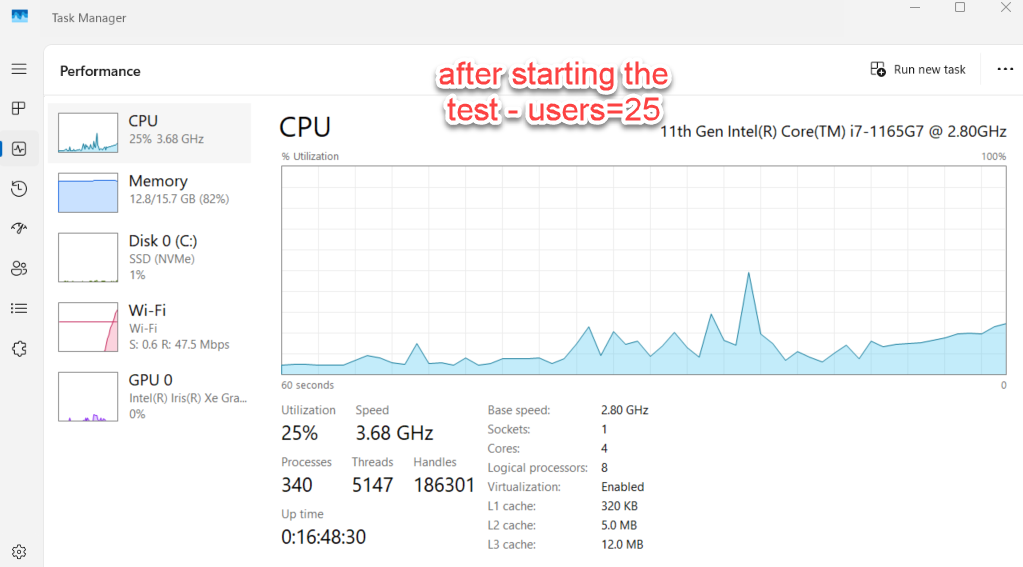 Task Manager
Performance
after starting the
test - users=25
Run new task
CPU
25% 3.68 GHz
Memory
12.8/15.7 GB (82%)
Disk 0 (C:)
SSD (NVMe)
1%
Wi-Fi
Wi-Fi
S: 0.6 R: 47.5 Mbps
GPU 0
Intel(R) Iris(R) Xe Gra...
0%
CPU
11th Gen Intel(R) Core(TM) i7-1165G7 @ 2.80GHz
% Utilization
100%
60 seconds
0
Utilization
Speed
25%
3.68 GHz
Processes
Threads
Handles
340
5147
186301
Up time
0:16:48:30
Base speed: 2.80 GHz
Sockets: 1
Cores: 4
Logical processors: 8
Virtualization: Enabled
L1 cache: 320 KB
L2 cache: 5.0 MB
L3 cache: 12.0 MB